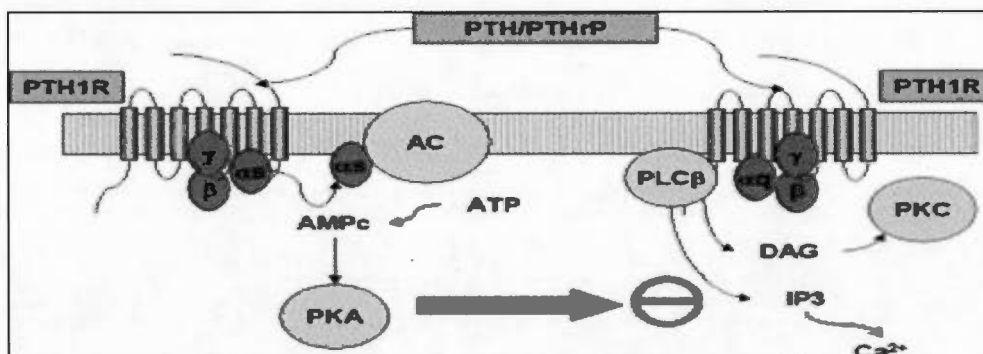 PTH/PTHrP
PTH1R
PTH1R
AC
γ
αS
αS
β
PLCβ
αQ
γ
β
PKC
AMPc
ATP
DAG
IP3
PKA
Ca²⁺